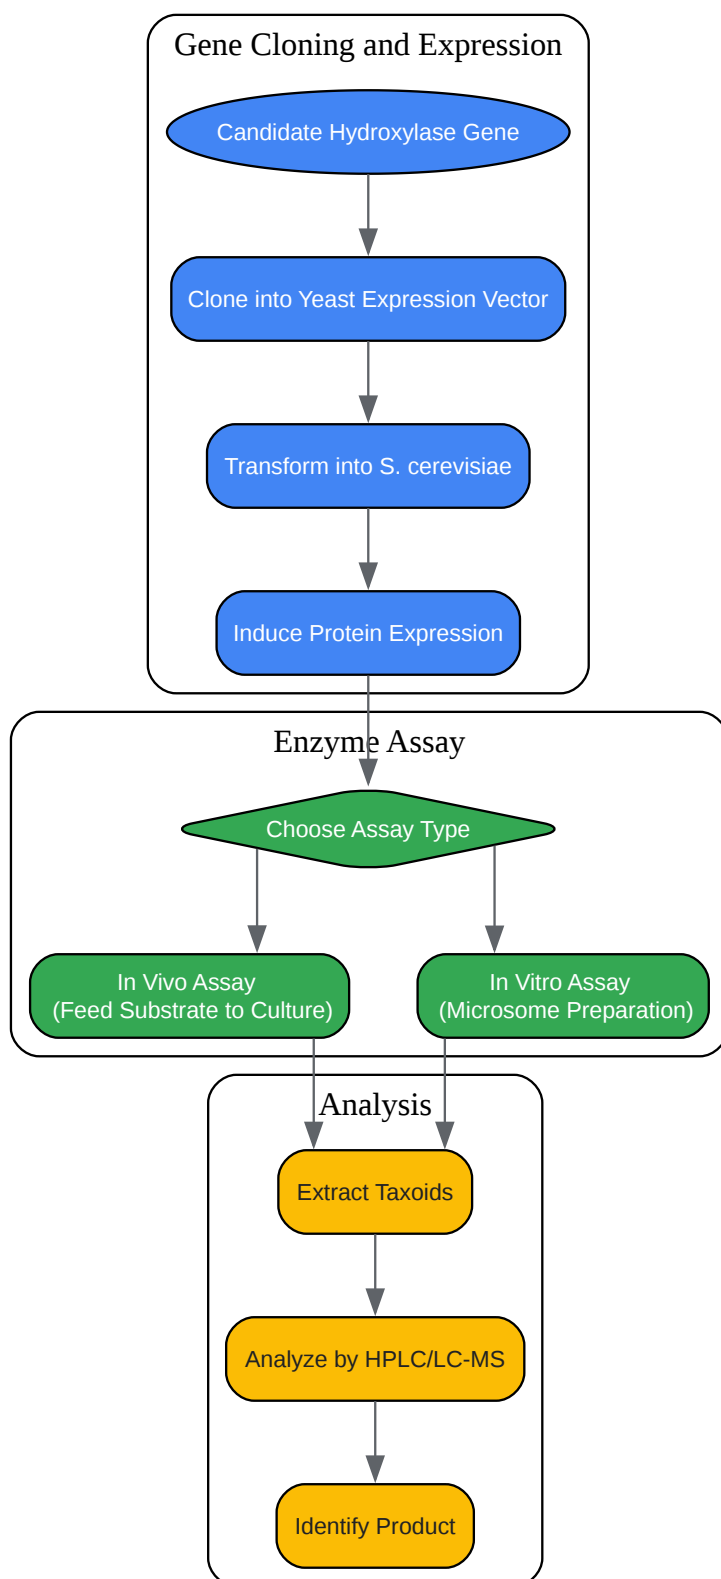 Gene Cloning and Expression
Candidate Hydroxylase Gene
Clone into Yeast Expression Vector
Transform into S. cerevisiae
Induce Protein Expression
Enzyme Assay
Choose Assay Type
In Vivo Assay
(Feed Substrate to Culture)
In Vitro Assay
(Microsome Preparation)
Analysis
Extract Taxoids
Analyze by HPLC/LC-MS
Identify Product